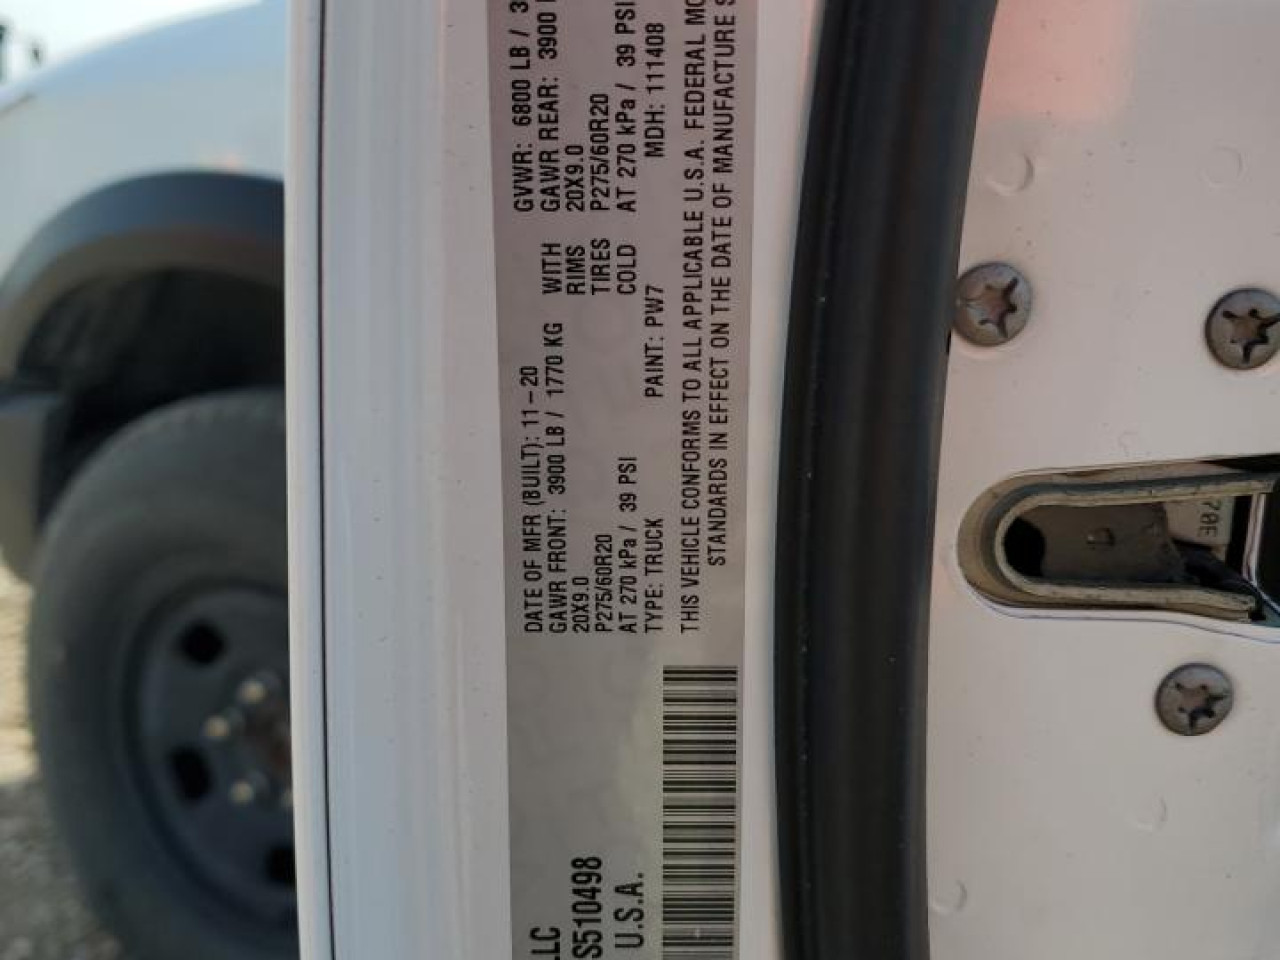 LLC
S510498
U.S.A.
DATE OF MFR (BUILT): 11-20 GVWR: 6800 LB / 3
GAWR FRONT: 3900 LB / 1770 KG WITH GAWR REAR: 3900
20X9.0 RIMS 20X9.0
P275/60R20 TIRES P275/60R20
AT 270 kPa / 39 PSI COLD AT 270 kPa / 39 PSI
TYPE: TRUCK PAINT: PW7 MDH: 111408
THIS VEHICLE CONFORMS TO ALL APPLICABLE U.S.A. FEDERAL MO
STANDARDS IN EFFECT ON THE DATE OF MANUFACTURE S
70E